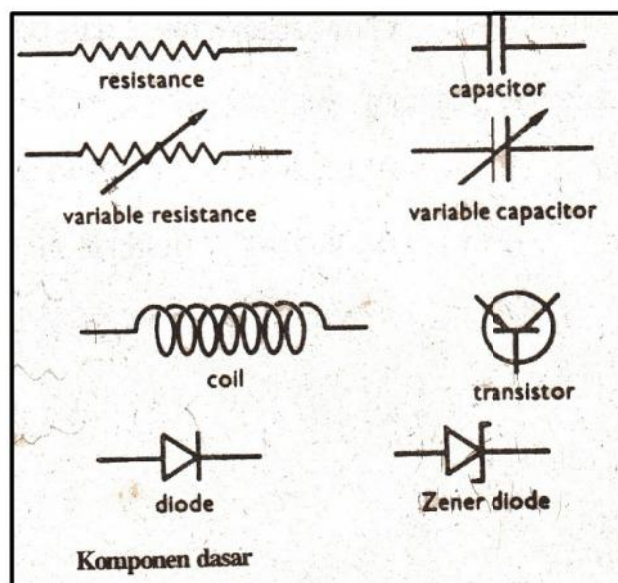 resistance
capacitor
variable resistance
variable capacitor
coil
transistor
diode
Zener diode
Komponen dasar